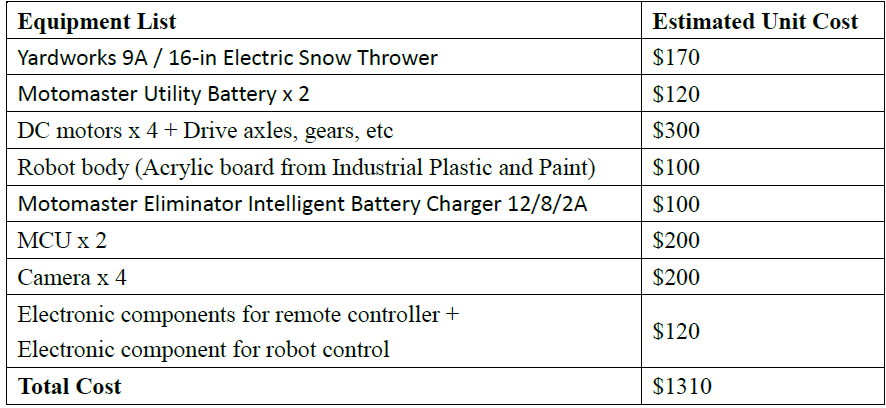 Equipment List Estimated Unit Cost
Yardworks 9A / 16-in Electric Snow Thrower $170
Motomaster Utility Battery x 2 $120
DC motors x 4 + Drive axles, gears, etc $300
Robot body (Acrylic board from Industrial Plastic and Paint) $100
Motomaster Eliminator Intelligent Battery Charger 12/8/2A $100
MCU x 2 $200
Camera x 4 $200
Electronic components for remote controller +
Electronic component for robot control $120
Total Cost $1310